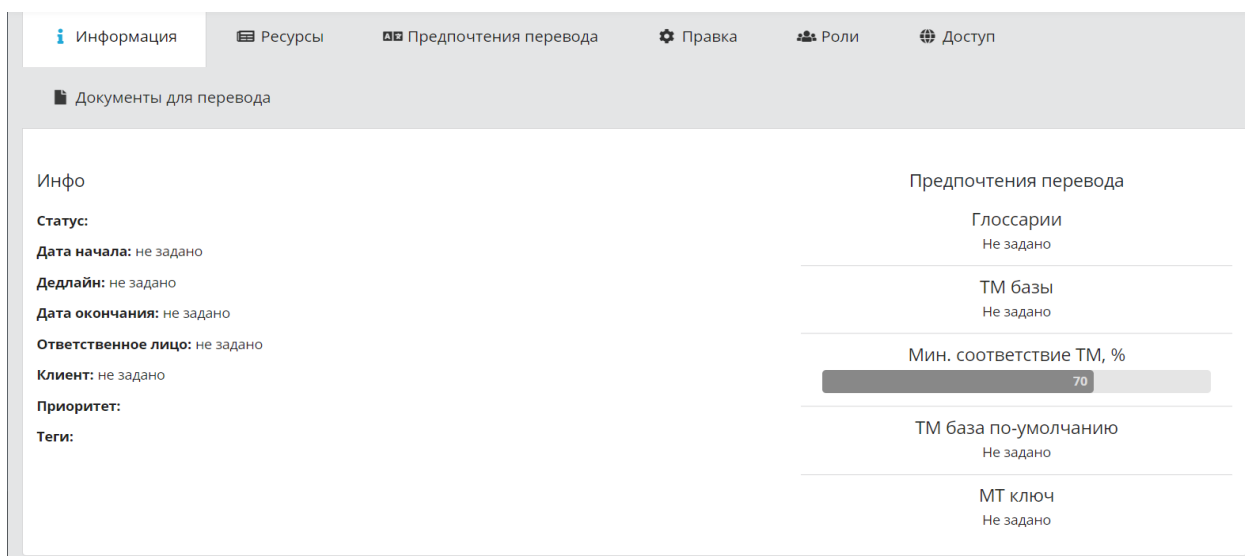 Информация
Ресурсы
Предпочтения перевода
Правка
Роли
Доступ
Документы для перевода
Инфо
Статус:
Дата начала: не задано
Дедлайн: не задано
Дата окончания: не задано
Ответственное лицо: не задано
Клиент: не задано
Приоритет:
Теги:
Предпочтения перевода
Глоссарии
Не задано
ТМ базы
Не задано
Мин. соответствие ТМ, %
70
ТМ база по-умолчанию
Не задано
МТ ключ
Не задано